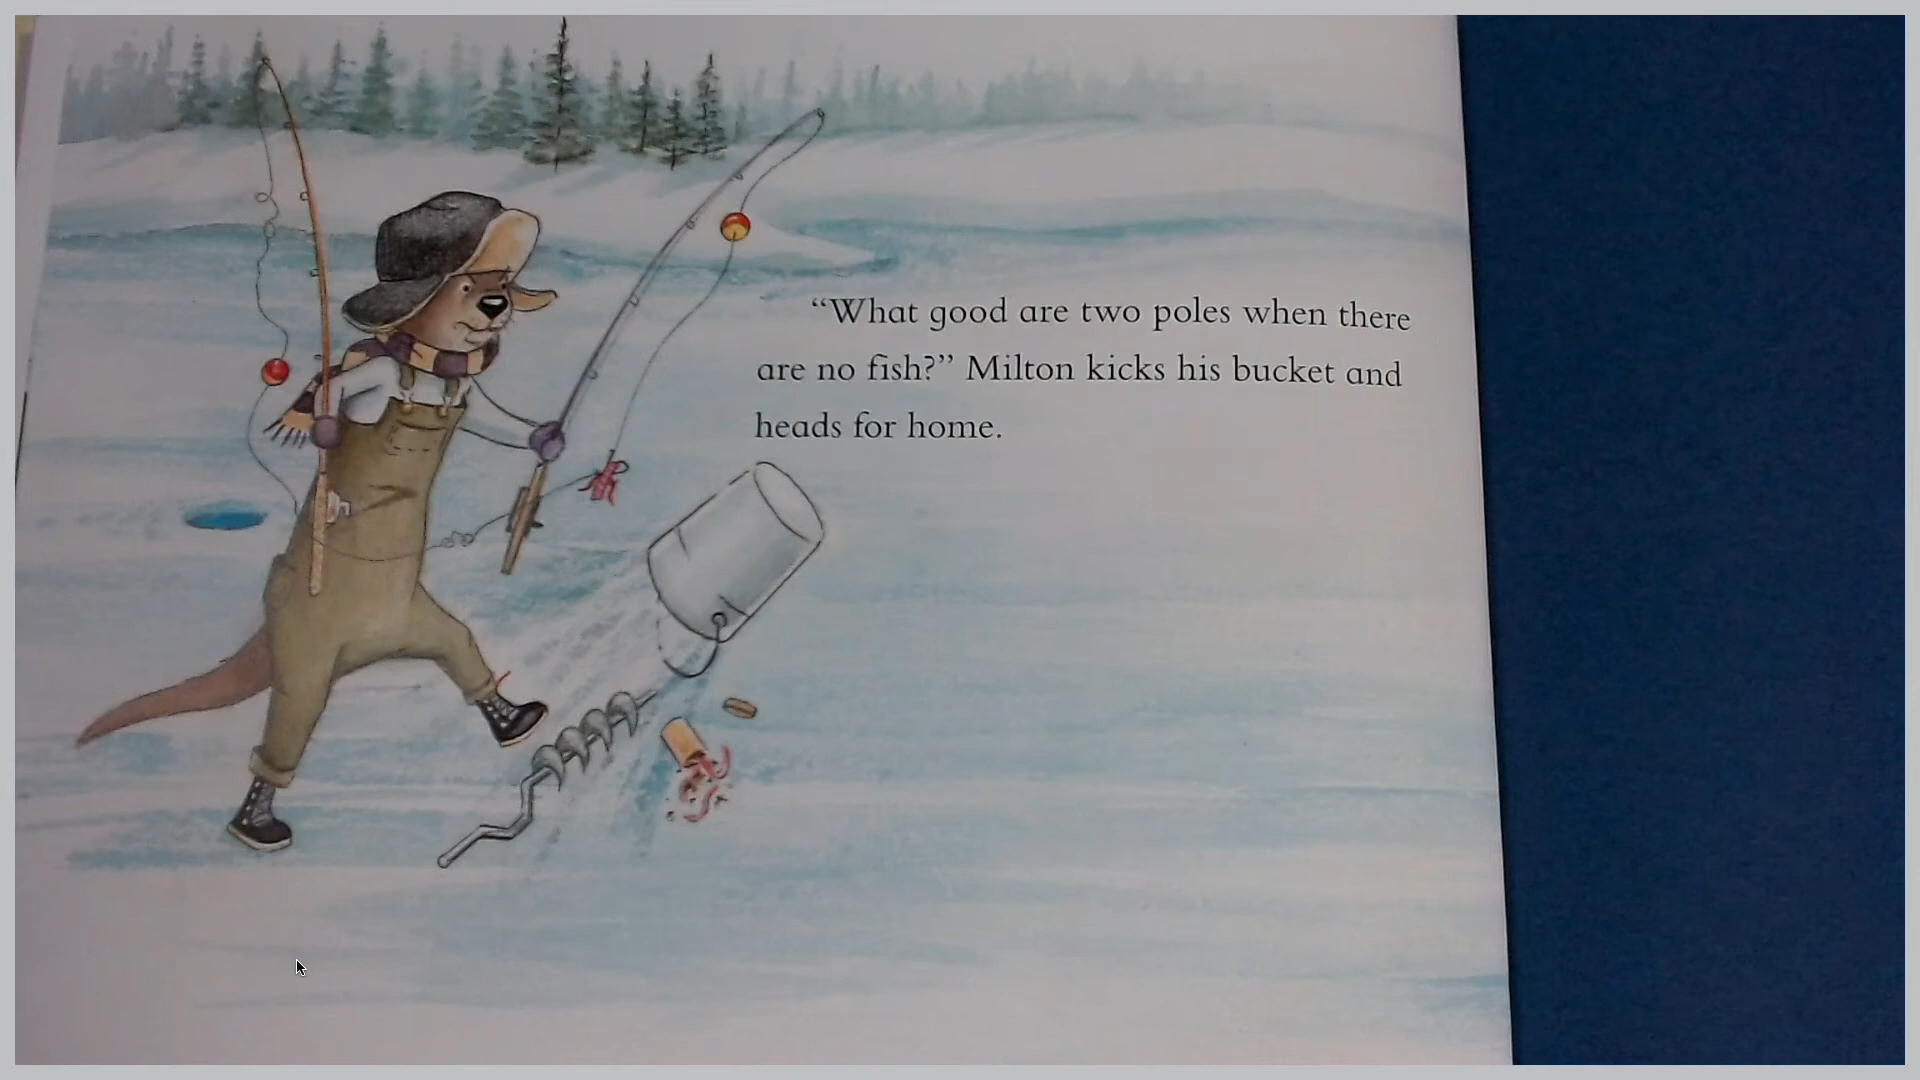 “What good are two poles when there
are no fish?” Milton kicks his bucket and
heads for home.